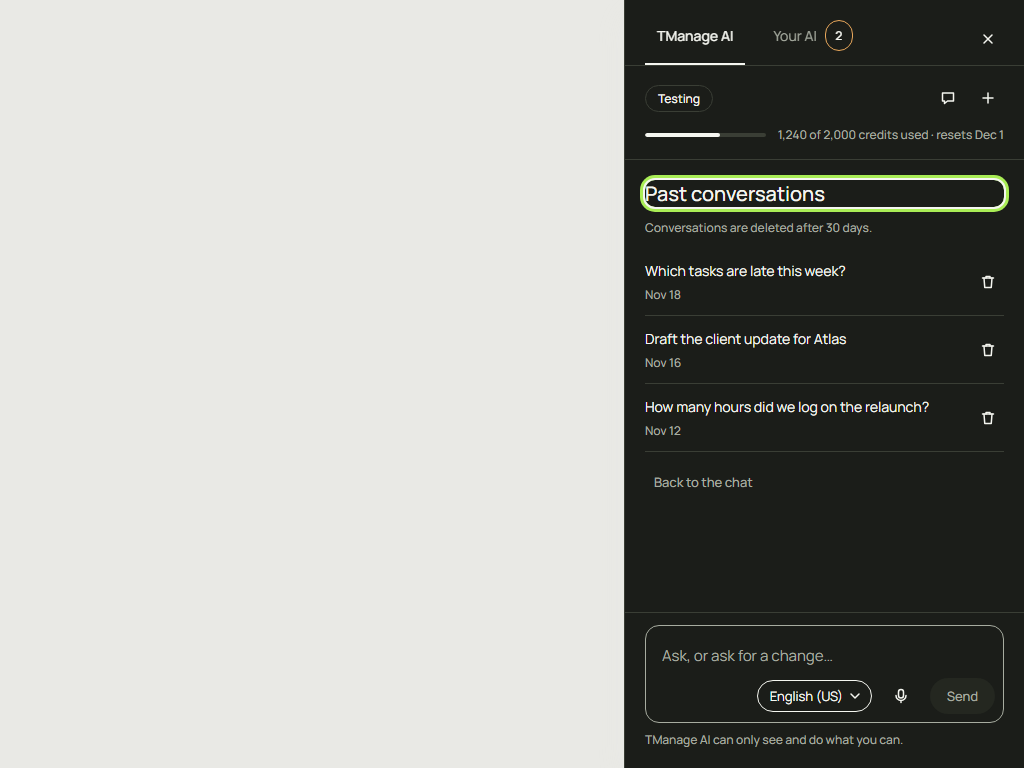 TManage AI
Your AI 2
Testing
1,240 of 2,000 credits used · resets Dec 1
Past conversations
Conversations are deleted after 30 days.
Which tasks are late this week?
Nov 18
Draft the client update for Atlas
Nov 16
How many hours did we log on the relaunch?
Nov 12
Back to the chat
Ask, or ask for a change…
English (US)
Send
TManage AI can only see and do what you can.